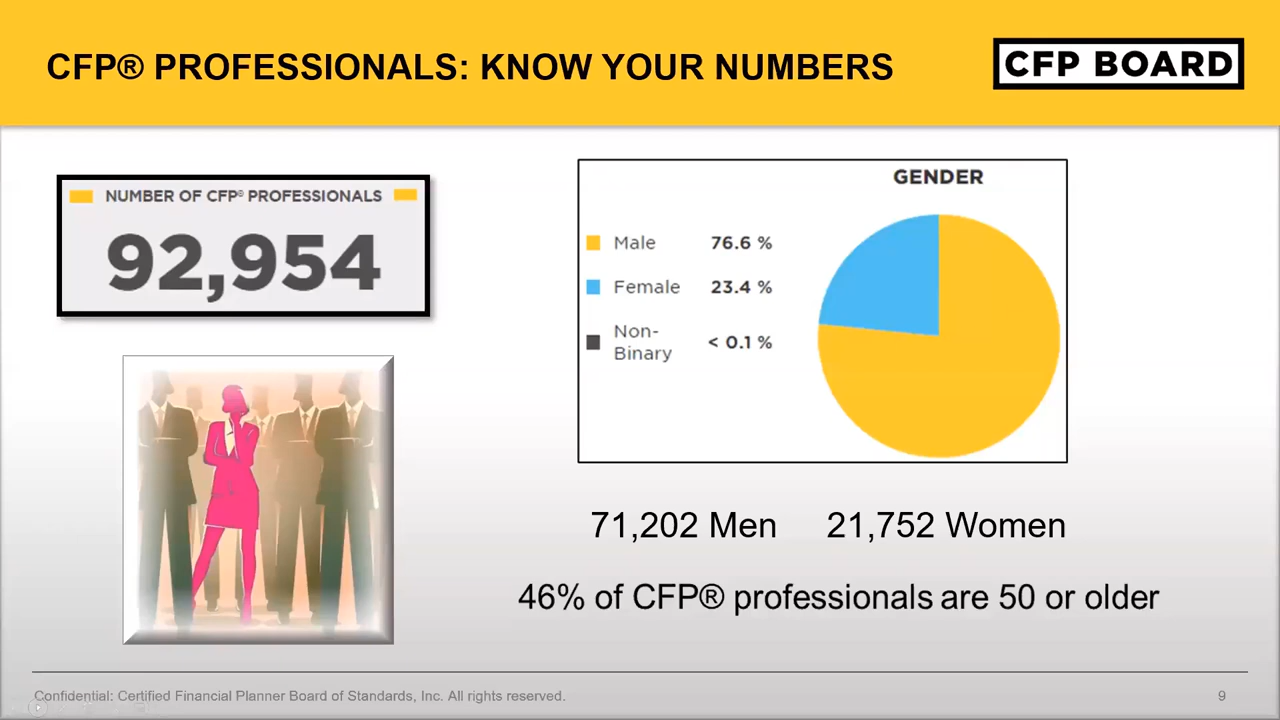 CFP® PROFESSIONALS: KNOW YOUR NUMBERS
CFP BOARD
NUMBER OF CFP® PROFESSIONALS
92,954
GENDER
Male 76.6 %
Female 23.4 %
Non-
Binary < 0.1 %
71,202 Men 21,752 Women
46% of CFP® professionals are 50 or older
Confidential: Certified Financial Planner Board of Standards, Inc. All rights reserved.
9